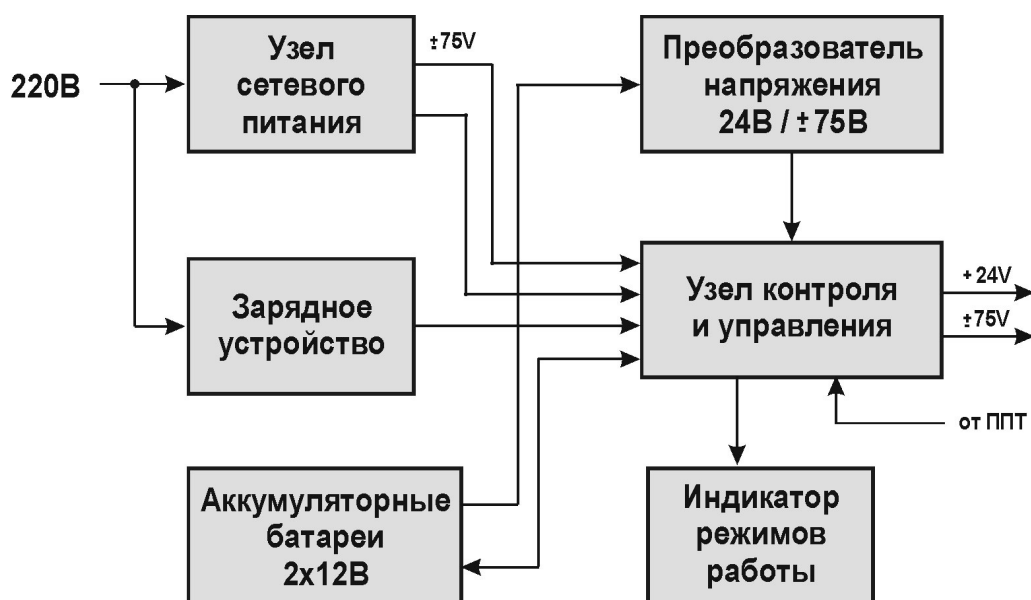 220В
Узел
сетевого
питания
±75V
Преобразователь
напряжения
24В / ±75В
Зарядное
устройство
Узел контроля
и управления
+24V
±75V
от ППТ
Аккумуляторные
батареи
2х12В
Индикатор
режимов
работы